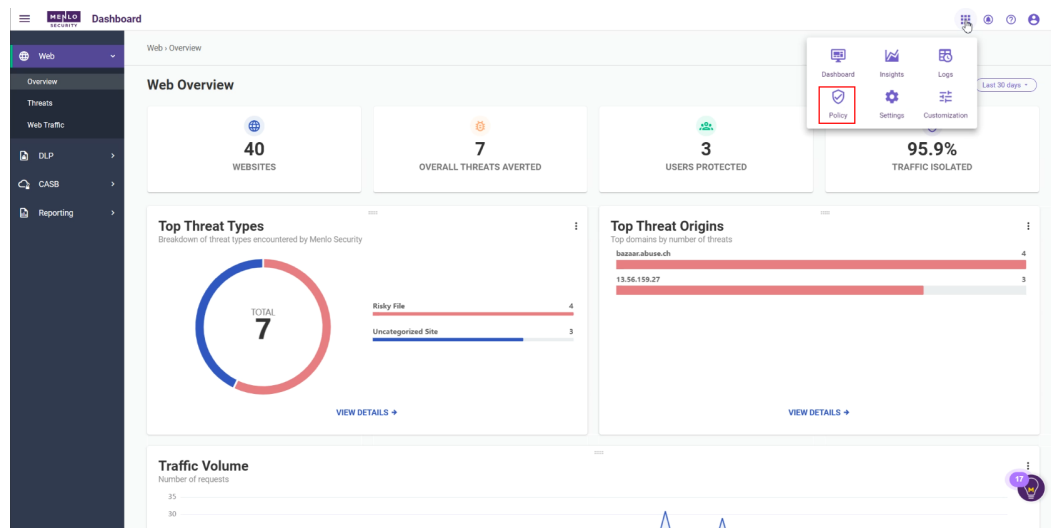 MENLO
SECURITY
Dashboard
Web
Overview
Threats
Web Traffic
DLP
CASB
Reporting
Web › Overview
Dashboard
Insights
Logs
Policy
Settings
Customization
Web Overview
Last 30 days
40
WEBSITES
7
OVERALL THREATS AVERTED
3
USERS PROTECTED
95.9%
TRAFFIC ISOLATED
Top Threat Types
Breakdown of threat types encountered by Menlo Security
TOTAL
7
Risky File 4
Uncategorized Site 3
VIEW DETAILS →
Top Threat Origins
Top domains by number of threats
bazaar.abuse.ch 4
13.56.159.27 3
VIEW DETAILS →
Traffic Volume
Number of requests
35
30
17
M